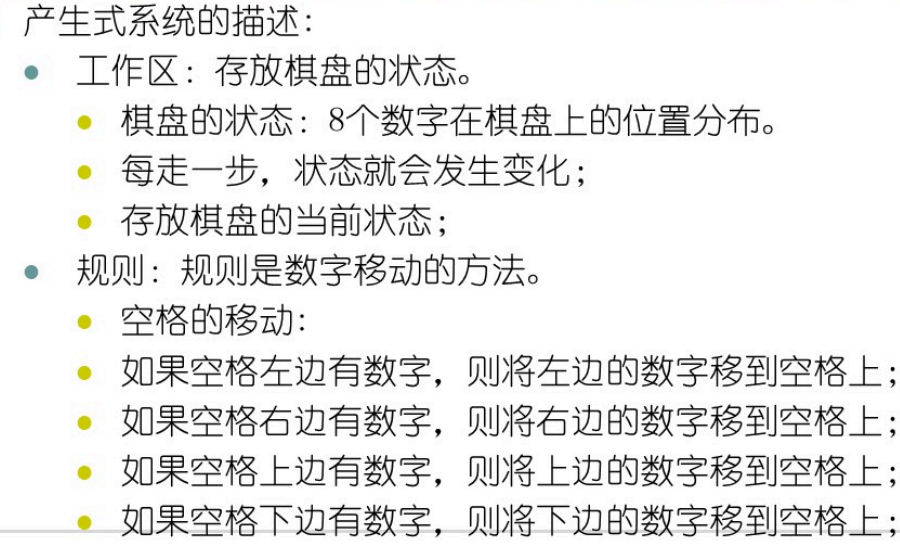 产生式系统的描述：
工作区：存放棋盘的状态。
棋盘的状态：8个数字在棋盘上的位置分布。
每走一步，状态就会发生变化；
存放棋盘的当前状态；
规则：规则是数字移动的方法。
空格的移动：
如果空格左边有数字，则将左边的数字移到空格上；
如果空格右边有数字，则将右边的数字移到空格上；
如果空格上边有数字，则将上边的数字移到空格上；
如果空格下边有数字，则将下边的数字移到空格上；